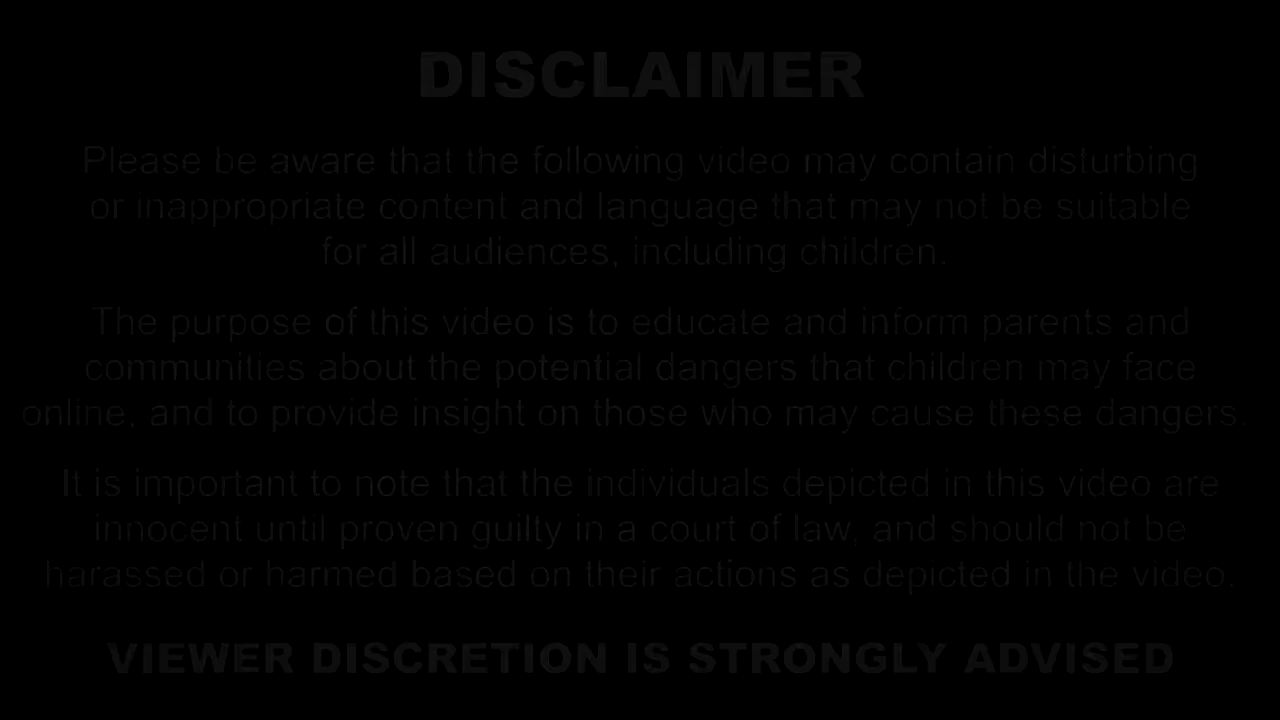 DISCLAIMER
Please be aware that the following video may contain disturbing
or inappropriate content and language that may not be suitable
for all audiences, including children.
The purpose of this video is to educate and inform parents and
communities about the potential dangers that children may face
online, and to provide insight on those who may cause these dangers.
It is important to note that the individuals depicted in this video are
innocent until proven guilty in a court of law, and should not be
harassed or harmed based on their actions as depicted in the video.
VIEWER DISCRETION IS STRONGLY ADVISED